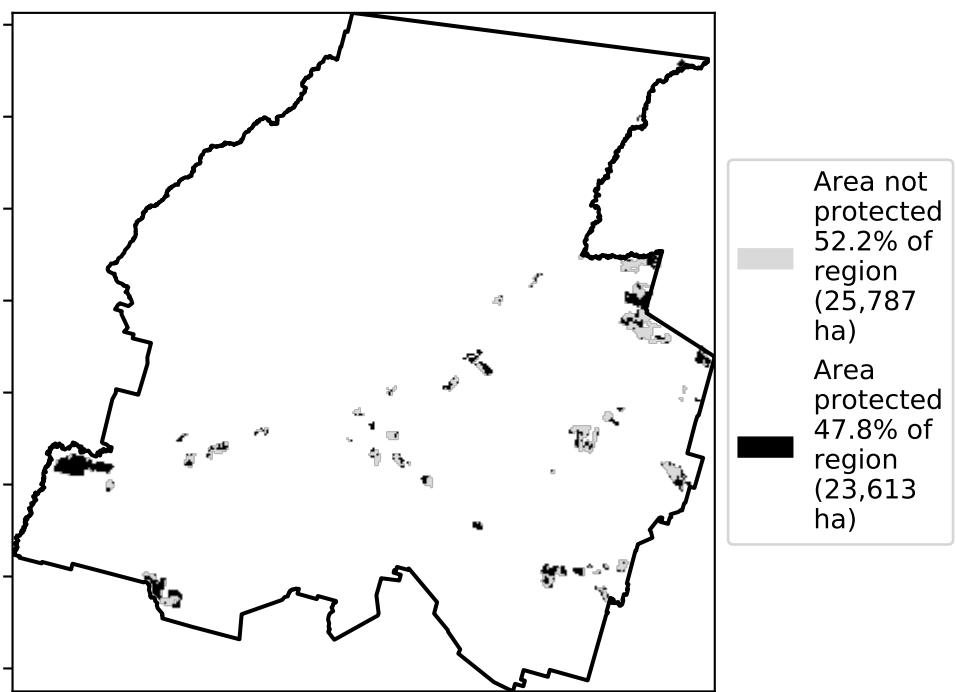 Area not
protected
52.2% of
region
(25,787
ha)
Area
protected
47.8% of
region
(23,613
ha)